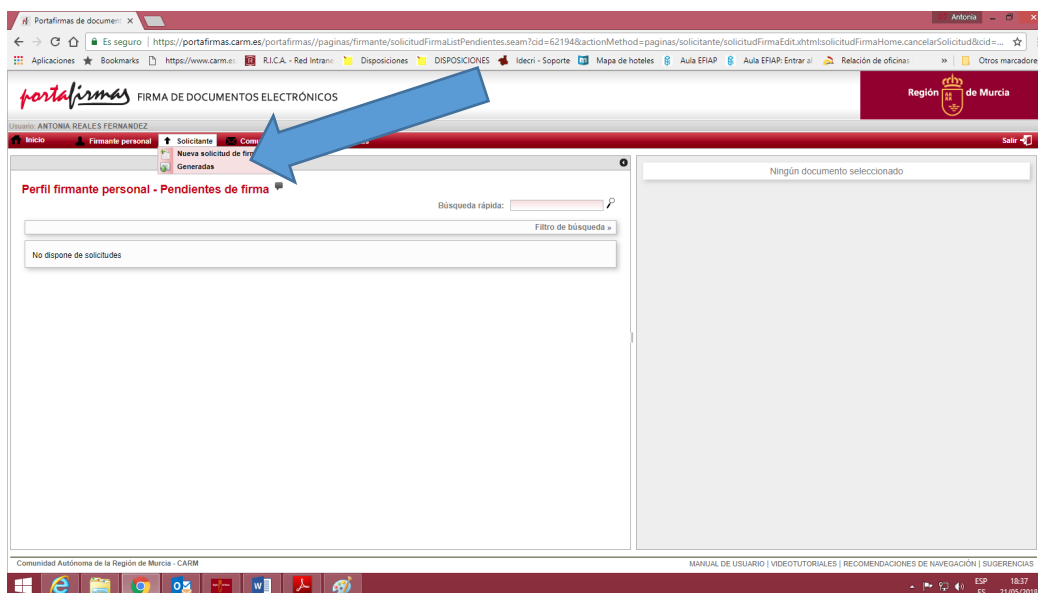 Portafirmas de document
Antonia
Es seguro | https://portafirmas.carm.es/portafirmas//paginas/firmante/solicitudFirmaListPendientes.seam?cid=62194&actionMethod=paginas/solicitante/solicitudFirmaEdit.xhtml:solicitudFirmaHome.cancelarSolicitud&cid=...
Aplicaciones Bookmarks https://www.carm.es R.I.C.A. - Red Intrane Disposiciones DISPOSICIONES Idecri - Soporte Mapa de hoteles Aula EFIAP Aula EFIAP: Entrar al Relación de oficinas » Otros marcadore
portafirmas FIRMA DE DOCUMENTOS ELECTRÓNICOS
Región de Murcia
Usuario: ANTONIA REALES FERNANDEZ
Inicio Firmante personal Solicitante Salir
Nueva solicitud de
Generadas
Ningún documento seleccionado
Perfil firmante personal - Pendientes de firma
Búsqueda rápida:
Filtro de búsqueda »
No dispone de solicitudes
Comunidad Autónoma de la Región de Murcia - CARM
MANUAL DE USUARIO | VIDEOTUTORIALES | RECOMENDACIONES DE NAVEGACIÓN | SUGERENCIAS
ESP 18:37
ES 21/05/2018